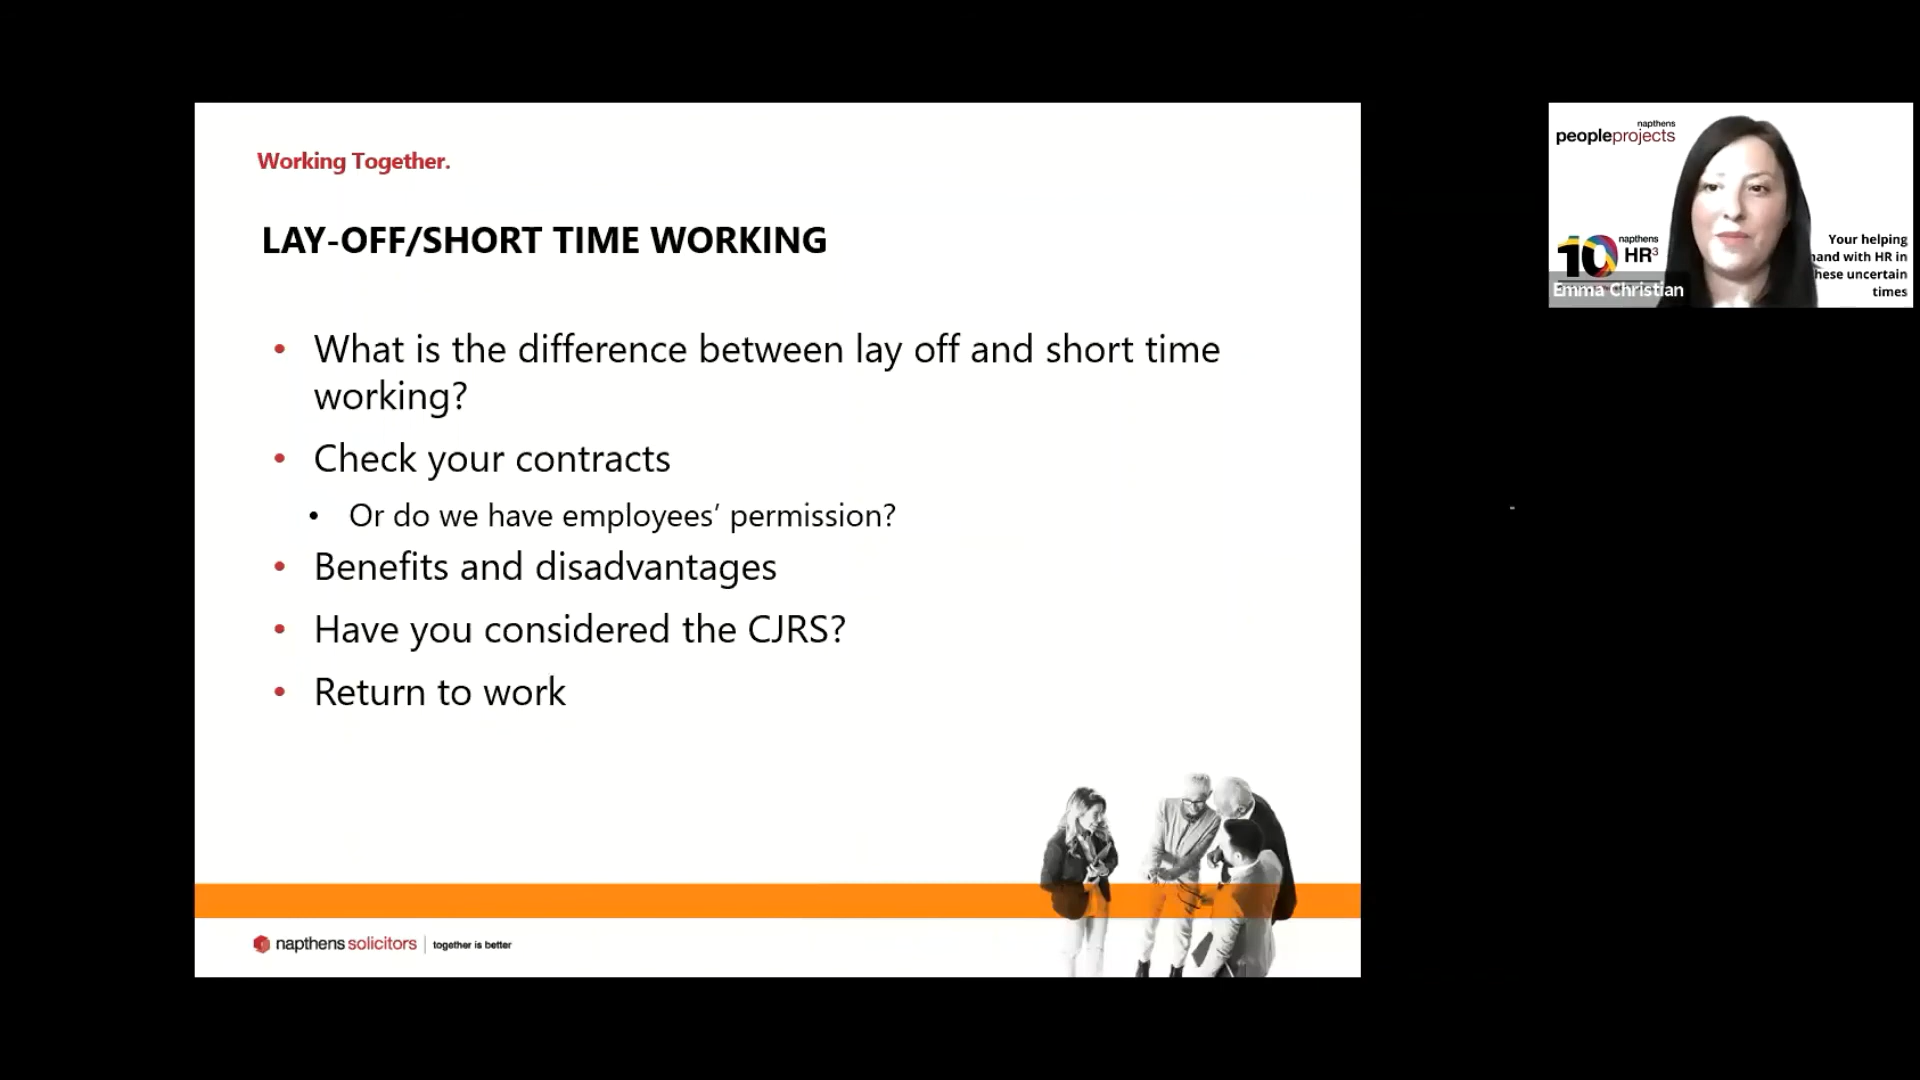 Working Together.
LAY-OFF/SHORT TIME WORKING
• What is the difference between lay off and short time
working?
• Check your contracts
• Or do we have employees’ permission?
• Benefits and disadvantages
• Have you considered the CJRS?
• Return to work
napthens solicitors | together is better
napthens
peopleprojects
10 napthens
HR³
Your helping
with HR in
uncertain
times
Emma Christian